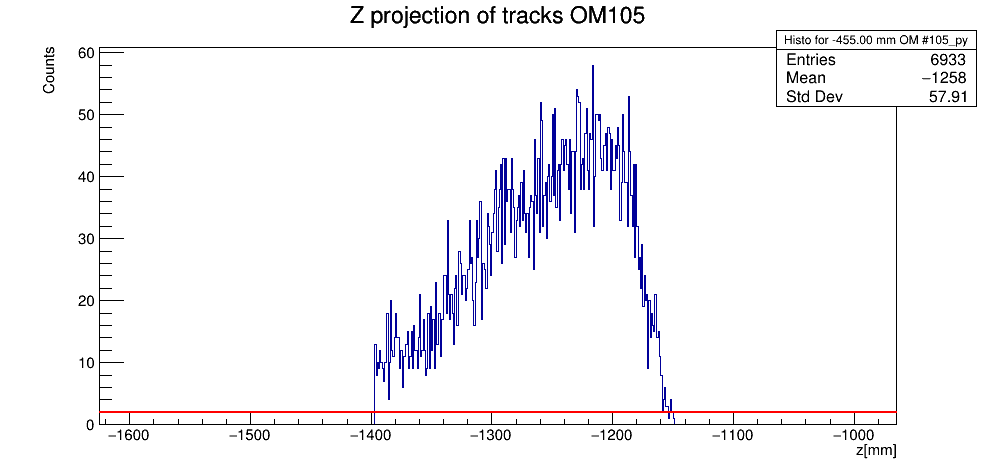 Z projection of tracks OM105
Histo for -455.00 mm OM #105_py
Entries 6933
Mean −1258
Std Dev 57.91
Counts
60
50
40
30
20
10
0
−1600 −1500 −1400 −1300 −1200 −1100 −1000
z[mm]